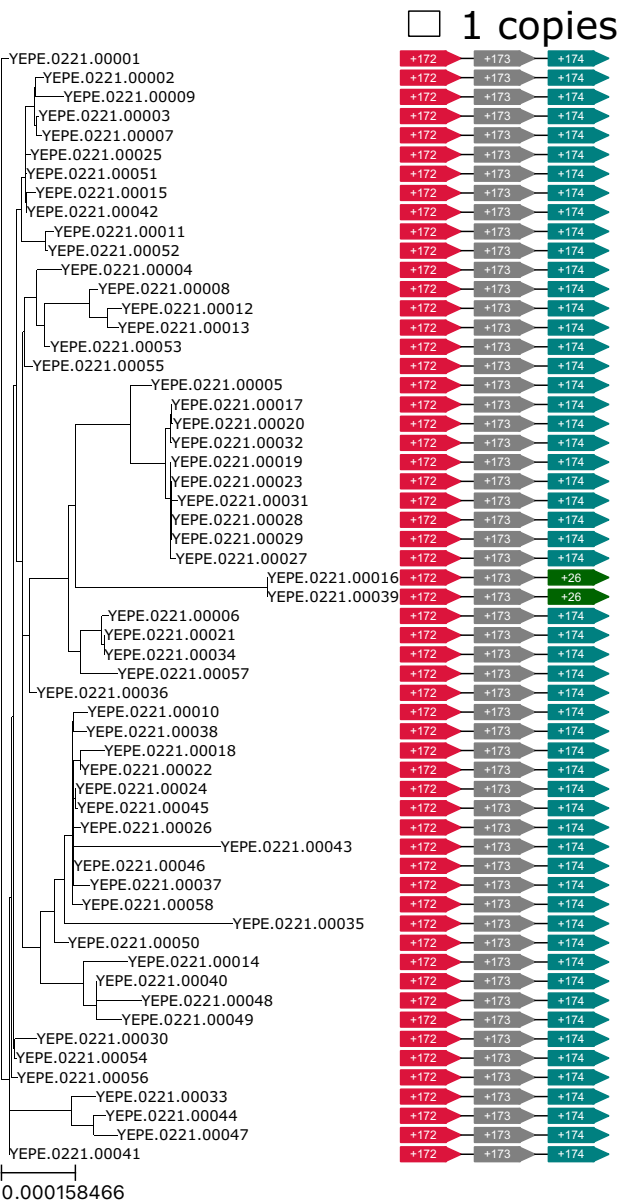 1 copies
YEPE.0221.00001 +172 +173 +174
YEPE.0221.00002 +172 +173 +174
YEPE.0221.00009 +172 +173 +174
YEPE.0221.00003 +172 +173 +174
YEPE.0221.00007 +172 +173 +174
YEPE.0221.00025 +172 +173 +174
YEPE.0221.00051 +172 +173 +174
YEPE.0221.00015 +172 +173 +174
YEPE.0221.00042 +172 +173 +174
YEPE.0221.00011 +172 +173 +174
YEPE.0221.00052 +172 +173 +174
YEPE.0221.00004 +172 +173 +174
YEPE.0221.00008 +172 +173 +174
YEPE.0221.00012 +172 +173 +174
YEPE.0221.00013 +172 +173 +174
YEPE.0221.00053 +172 +173 +174
YEPE.0221.00055 +172 +173 +174
YEPE.0221.00005 +172 +173 +174
YEPE.0221.00017 +172 +173 +174
YEPE.0221.00020 +172 +173 +174
YEPE.0221.00032 +172 +173 +174
YEPE.0221.00019 +172 +173 +174
YEPE.0221.00023 +172 +173 +174
YEPE.0221.00031 +172 +173 +174
YEPE.0221.00028 +172 +173 +174
YEPE.0221.00029 +172 +173 +174
YEPE.0221.00027 +172 +173 +174
YEPE.0221.00016 +172 +173 +26
YEPE.0221.00039 +172 +173 +26
YEPE.0221.00006 +172 +173 +174
YEPE.0221.00021 +172 +173 +174
YEPE.0221.00034 +172 +173 +174
YEPE.0221.00057 +172 +173 +174
YEPE.0221.00036 +172 +173 +174
YEPE.0221.00010 +172 +173 +174
YEPE.0221.00038 +172 +173 +174
YEPE.0221.00018 +172 +173 +174
YEPE.0221.00022 +172 +173 +174
YEPE.0221.00024 +172 +173 +174
YEPE.0221.00045 +172 +173 +174
YEPE.0221.00026 +172 +173 +174
YEPE.0221.00043 +172 +173 +174
YEPE.0221.00046 +172 +173 +174
YEPE.0221.00037 +172 +173 +174
YEPE.0221.00058 +172 +173 +174
YEPE.0221.00035 +172 +173 +174
YEPE.0221.00050 +172 +173 +174
YEPE.0221.00014 +172 +173 +174
YEPE.0221.00040 +172 +173 +174
YEPE.0221.00048 +172 +173 +174
YEPE.0221.00049 +172 +173 +174
YEPE.0221.00030 +172 +173 +174
YEPE.0221.00054 +172 +173 +174
YEPE.0221.00056 +172 +173 +174
YEPE.0221.00033 +172 +173 +174
YEPE.0221.00044 +172 +173 +174
YEPE.0221.00047 +172 +173 +174
YEPE.0221.00041 +172 +173 +174
0.000158466